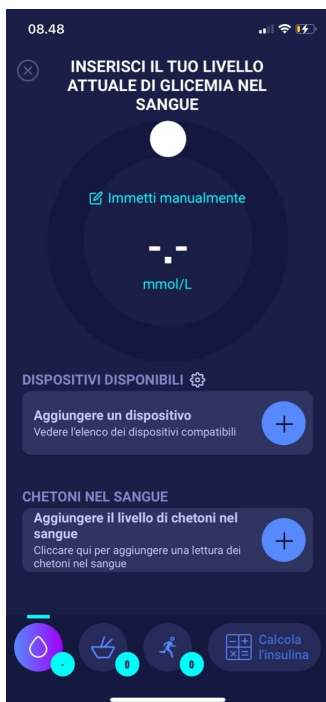 08.48
INSERISCI IL TUO LIVELLO
ATTUALE DI GLICEMIA NEL
SANGUE
Immetti manualmente
-.-
mmol/L
DISPOSITIVI DISPONIBILI
Aggiungere un dispositivo
Vedere l'elenco dei dispositivi compatibili
CHETONI NEL SANGUE
Aggiungere il livello di chetoni nel
sangue
Cliccare qui per aggiungere una lettura dei
chetoni nel sangue
-
0
0
Calcola
l'insulina